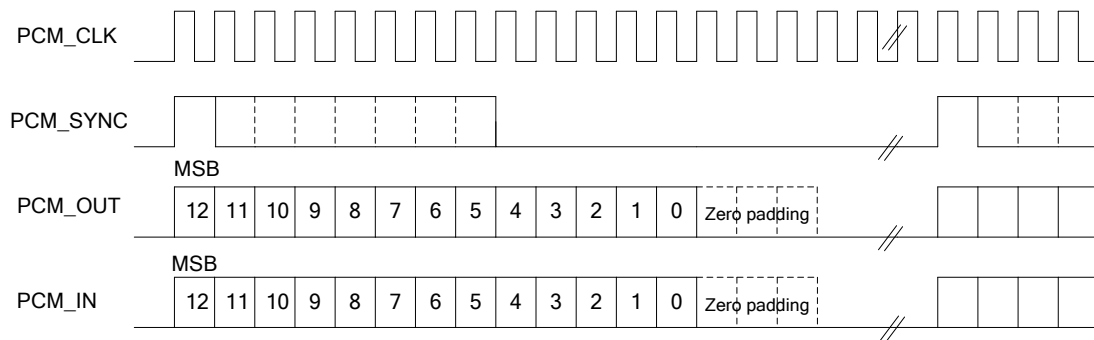 PCM_CLK
PCM_SYNC
MSB
PCM_OUT 12 11 10 9 8 7 6 5 4 3 2 1 0 Zero padding
MSB
PCM_IN 12 11 10 9 8 7 6 5 4 3 2 1 0 Zero padding